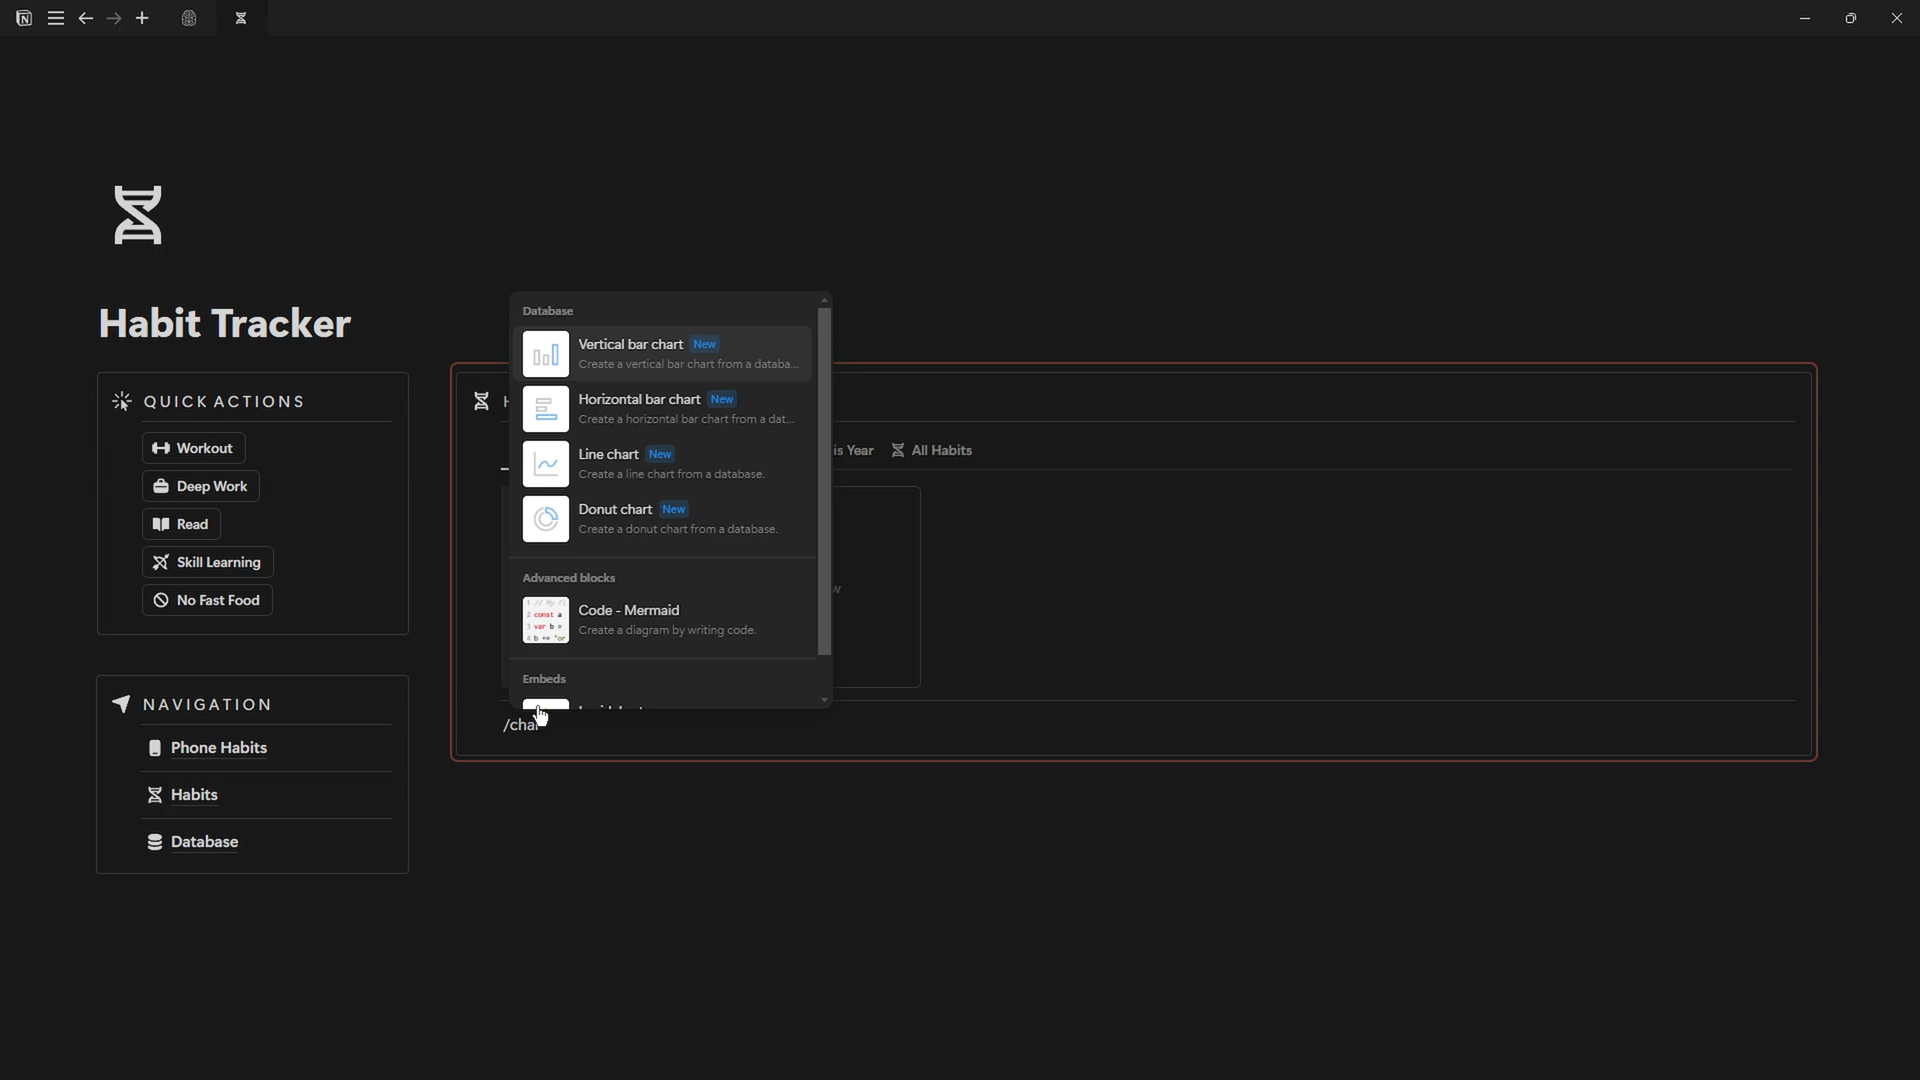 Habit Tracker
QUICK ACTIONS
Workout
Deep Work
Read
Skill Learning
No Fast Food
NAVIGATION
Phone Habits
Habits
Database
Database
Vertical bar chart New
Create a vertical bar chart from a databa...
Horizontal bar chart New
Create a horizontal bar chart from a dat...
Line chart New
Create a line chart from a database.
Donut chart New
Create a donut chart from a database.
Advanced blocks
Code - Mermaid
Create a diagram by writing code.
Embeds
is Year All Habits
/char